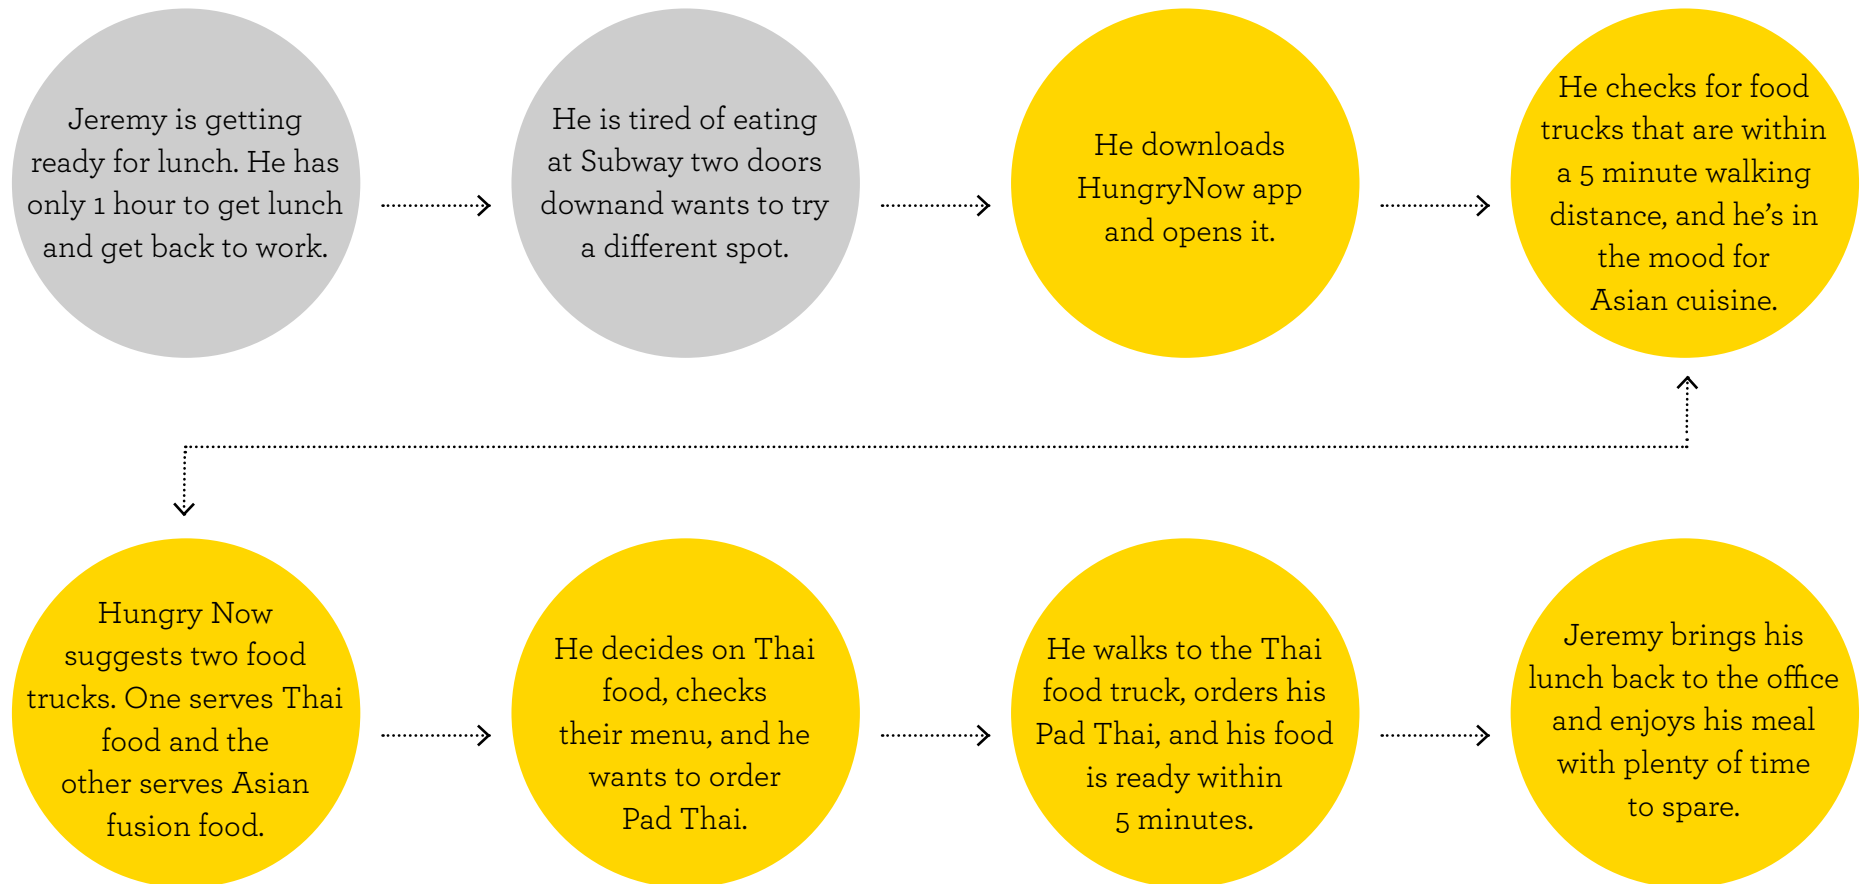 Jeremy is getting
ready for lunch. He has
only 1 hour to get lunch
and get back to work.
He is tired of eating
at Subway two doors
downand wants to try
a different spot.
He downloads
HungryNow app
and opens it.
He checks for food
trucks that are within
a 5 minute walking
distance, and he's in
the mood for
Asian cuisine.
Hungry Now
suggests two food
trucks. One serves Thai
food and the
other serves Asian
fusion food.
He decides on Thai
food, checks
their menu, and he
wants to order
Pad Thai.
He walks to the Thai
food truck, orders his
Pad Thai, and his food
is ready within
5 minutes.
Jeremy brings his
lunch back to the office
and enjoys his meal
with plenty of time
to spare.